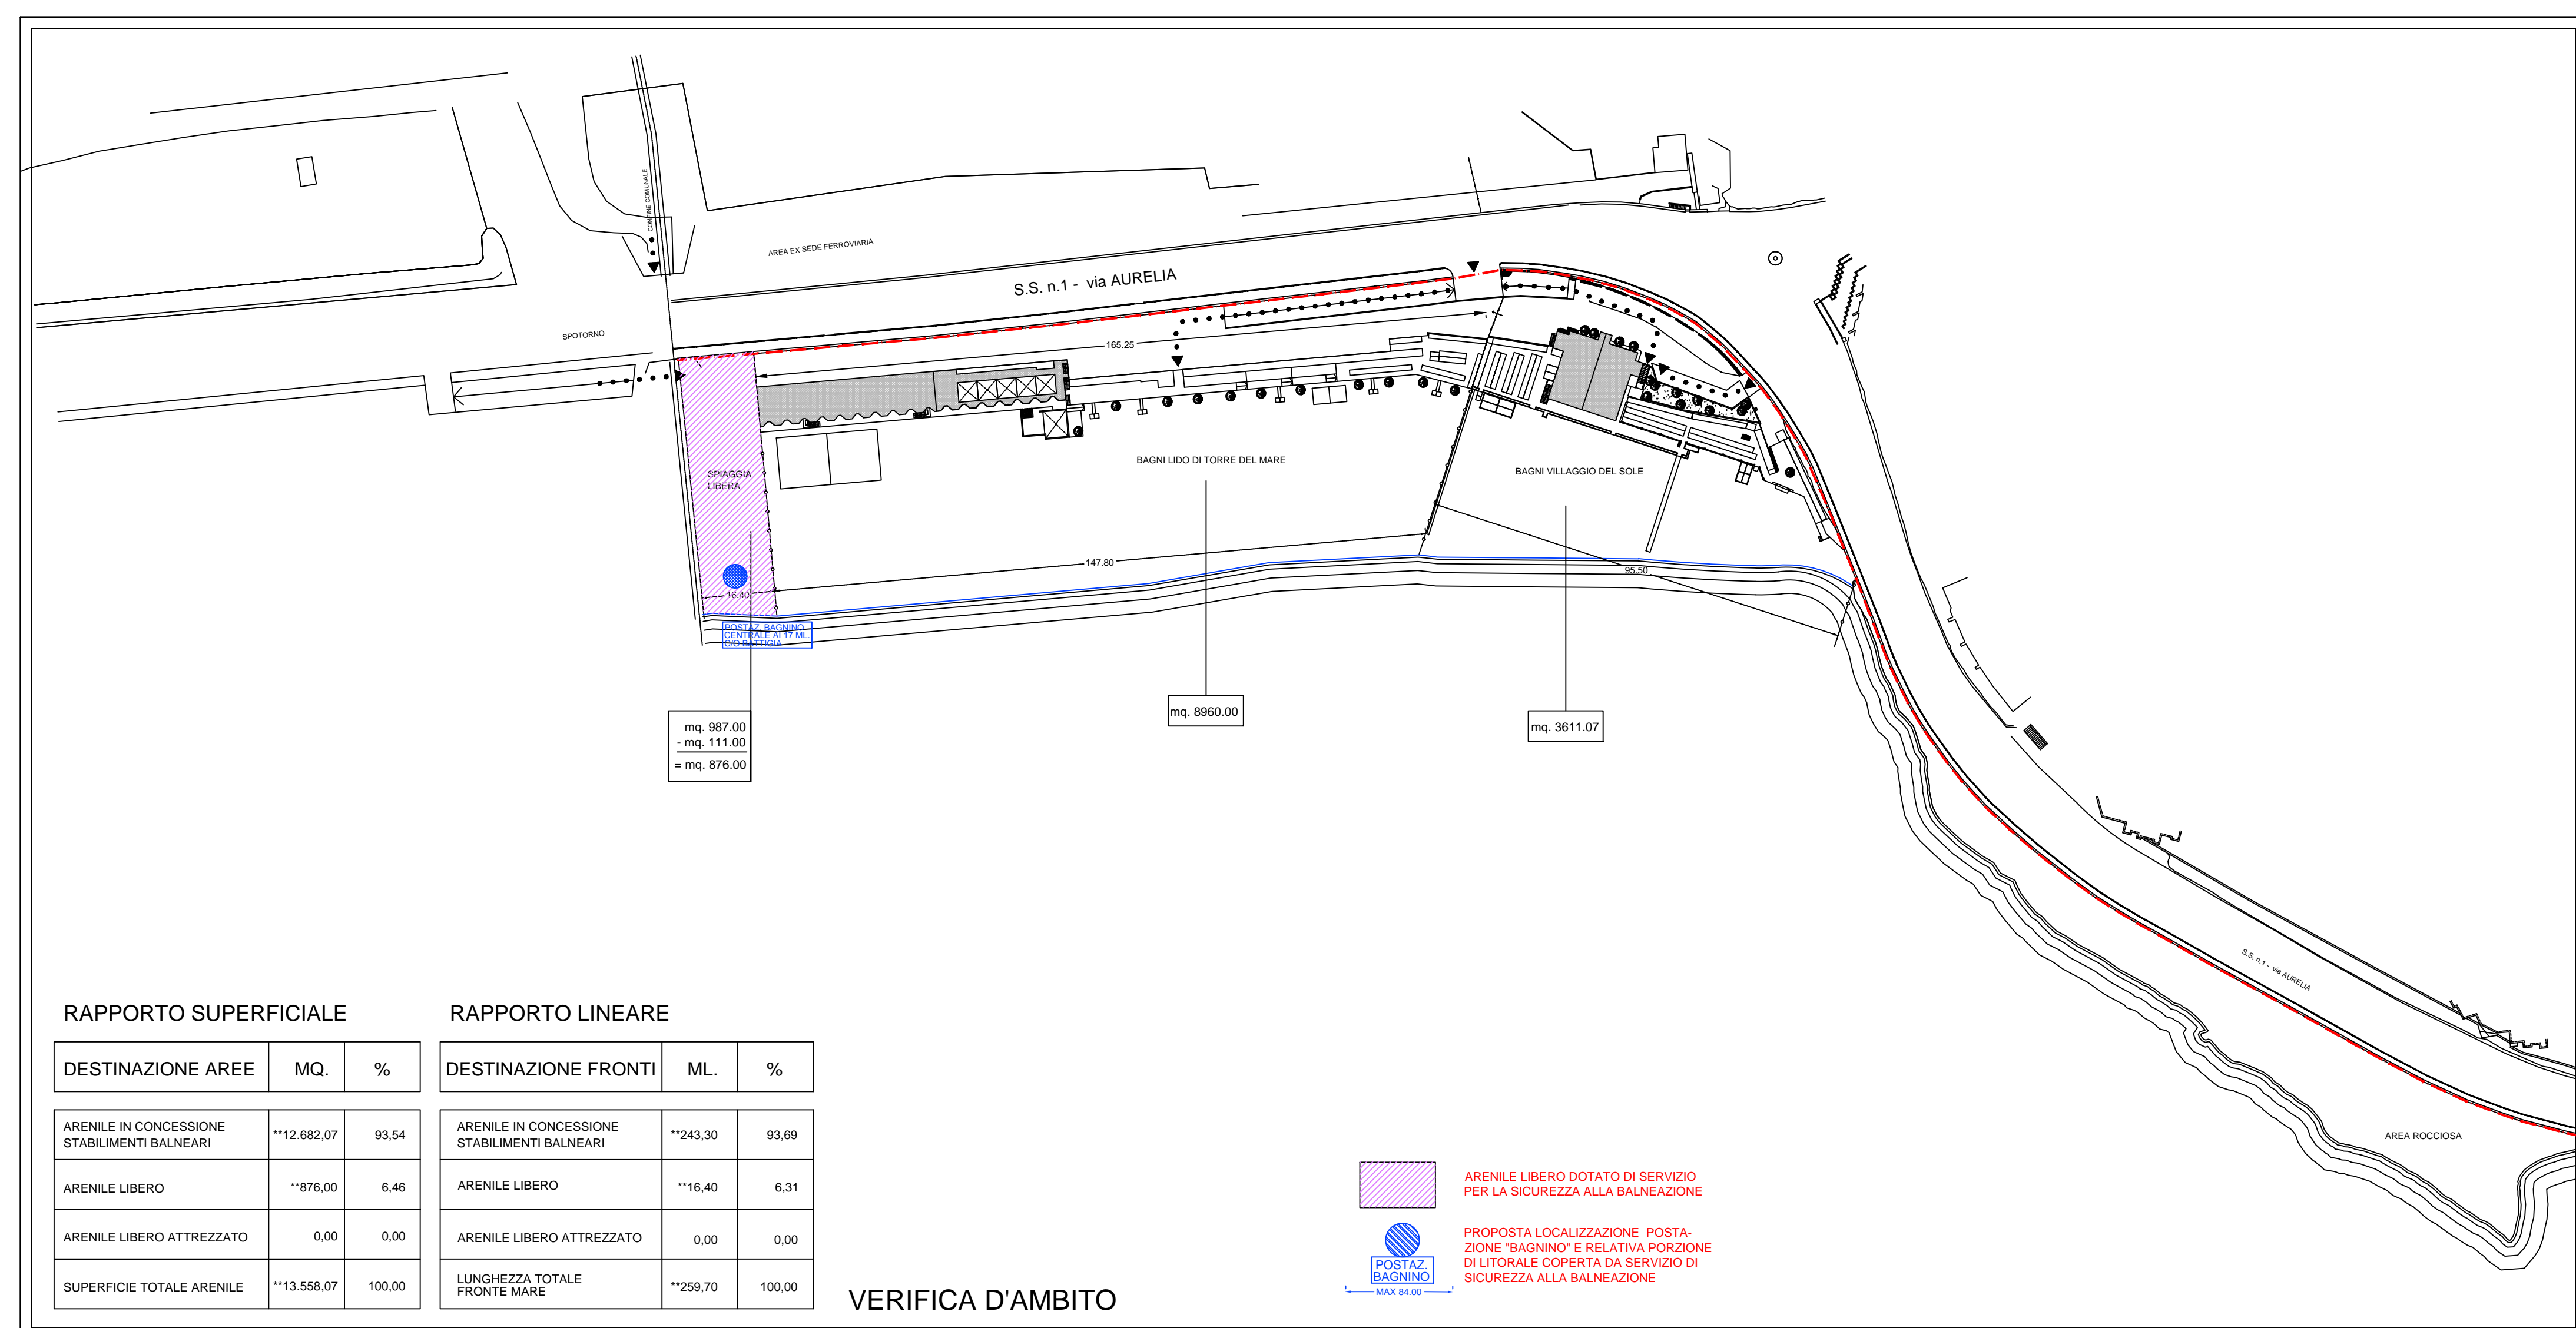 CONFINE COMUNALE
AREA EX SEDE FERROVIARIA
S.S. n.1 - via AURELIA
SPOTORNO
165.25
SPIAGGIA
LIBERA
BAGNI LIDO DI TORRE DEL MARE
BAGNI VILLAGGIO DEL SOLE
147.80
95.50
16.40
POSTAZ. BAGNINO
CENTRALE AI 17 ML.
C/O BATTIGIA
mq. 987.00
- mq. 111.00
= mq. 876.00
mq. 8960.00
mq. 3611.07
S.S. n.1 - via AURELIA
AREA ROCCIOSA
RAPPORTO SUPERFICIALE
DESTINAZIONE AREE MQ. %
ARENILE IN CONCESSIONE
STABILIMENTI BALNEARI **12.682,07 93,54
ARENILE LIBERO **876,00 6,46
ARENILE LIBERO ATTREZZATO 0,00 0,00
SUPERFICIE TOTALE ARENILE **13.558,07 100,00
RAPPORTO LINEARE
DESTINAZIONE FRONTI ML. %
ARENILE IN CONCESSIONE
STABILIMENTI BALNEARI **243,30 93,69
ARENILE LIBERO **16,40 6,31
ARENILE LIBERO ATTREZZATO 0,00 0,00
LUNGHEZZA TOTALE
FRONTE MARE **259,70 100,00
VERIFICA D'AMBITO
ARENILE LIBERO DOTATO DI SERVIZIO
PER LA SICUREZZA ALLA BALNEAZIONE
POSTAZ.
BAGNINO
MAX 84.00
PROPOSTA LOCALIZZAZIONE POSTA-
ZIONE "BAGNINO" E RELATIVA PORZIONE
DI LITORALE COPERTA DA SERVIZIO DI
SICUREZZA ALLA BALNEAZIONE